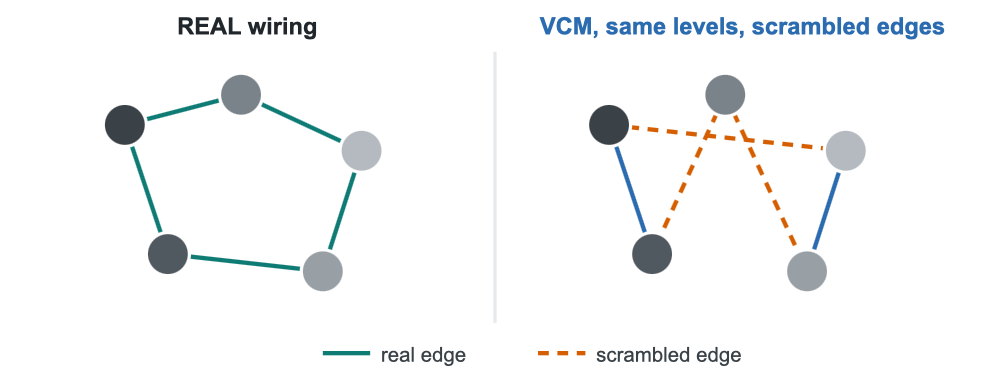 REAL wiring
VCM, same levels, scrambled edges
real edge
scrambled edge